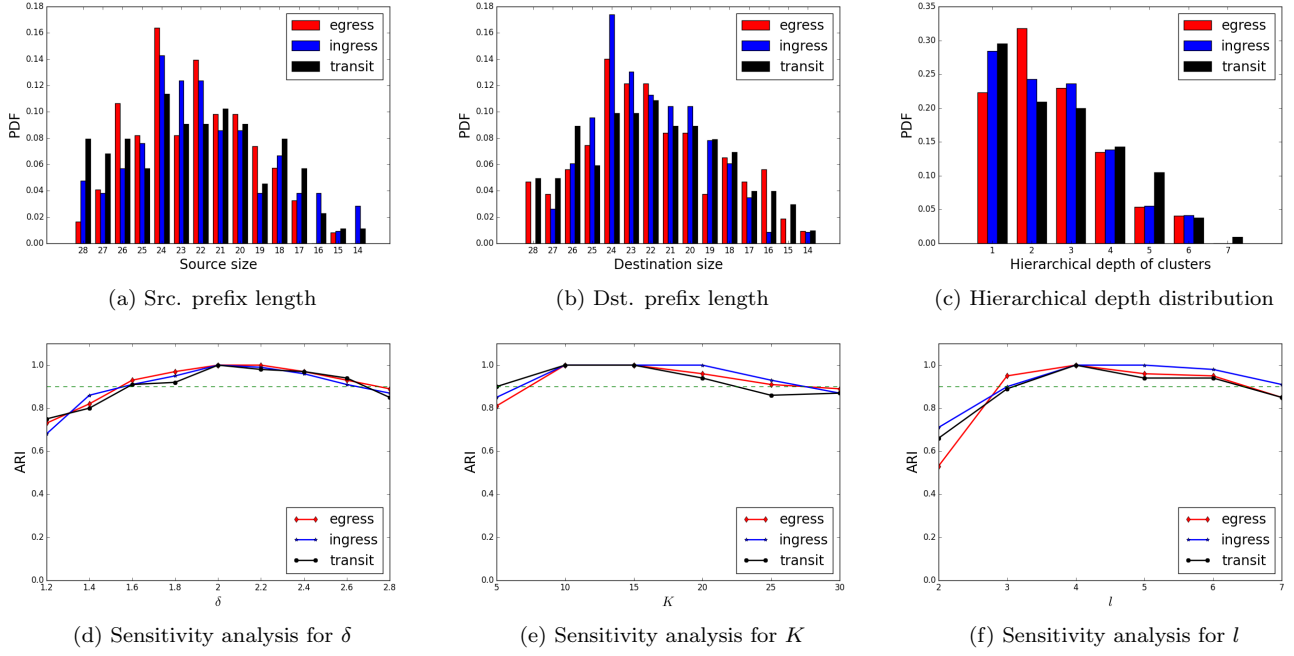 0.18
0.16
0.14
0.12
0.10
0.08
0.06
0.04
0.02
0.00
PDF
egress
ingress
transit
28 27 26 25 24 23 22 21 20 19 18 17 16 15 14
Source size
(a) Src. prefix length
0.18
0.16
0.14
0.12
0.10
0.08
0.06
0.04
0.02
0.00
PDF
egress
ingress
transit
28 27 26 25 24 23 22 21 20 19 18 17 16 15 14
Destination size
(b) Dst. prefix length
0.35
0.30
0.25
0.20
0.15
0.10
0.05
0.00
PDF
egress
ingress
transit
1 2 3 4 5 6 7
Hierarchical depth of clusters
(c) Hierarchical depth distribution
1.0
0.8
0.6
0.4
0.2
0.0
ARI
egress
ingress
transit
1.2 1.4 1.6 1.8 2.0 2.2 2.4 2.6 2.8
δ
(d) Sensitivity analysis for δ
1.0
0.8
0.6
0.4
0.2
0.0
ARI
egress
ingress
transit
5 10 15 20 25 30
K
(e) Sensitivity analysis for K
1.0
0.8
0.6
0.4
0.2
0.0
ARI
egress
ingress
transit
2 3 4 5 6 7
l
(f) Sensitivity analysis for l